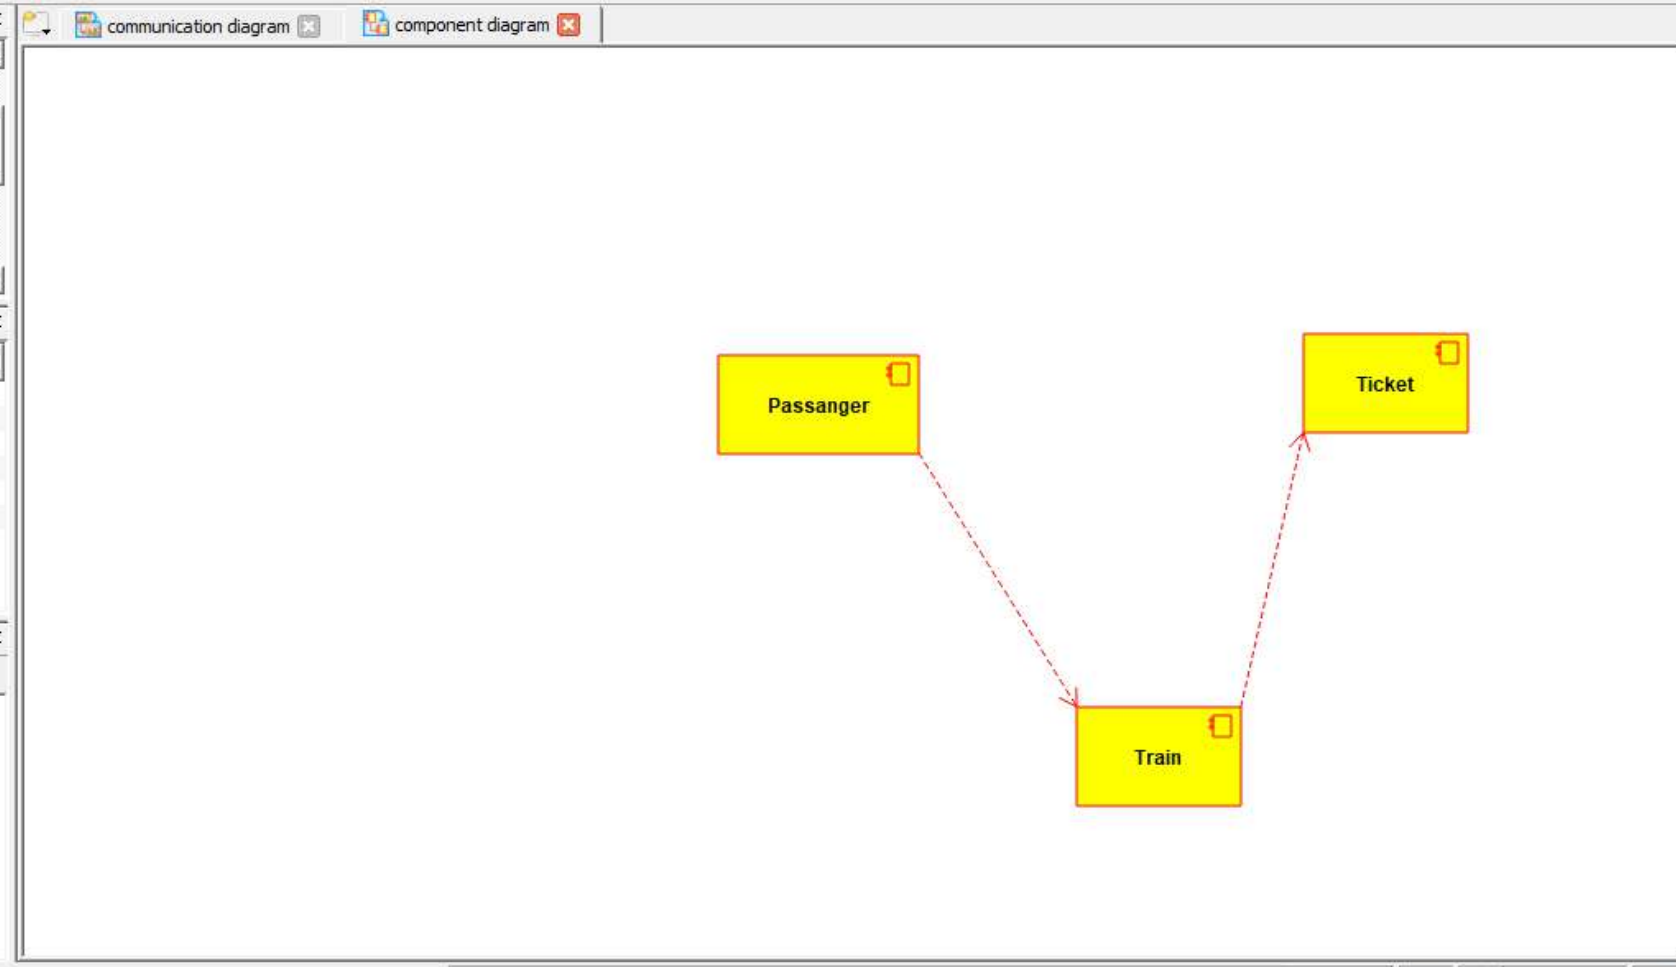 communication diagram
component diagram
Passanger
Ticket
Train